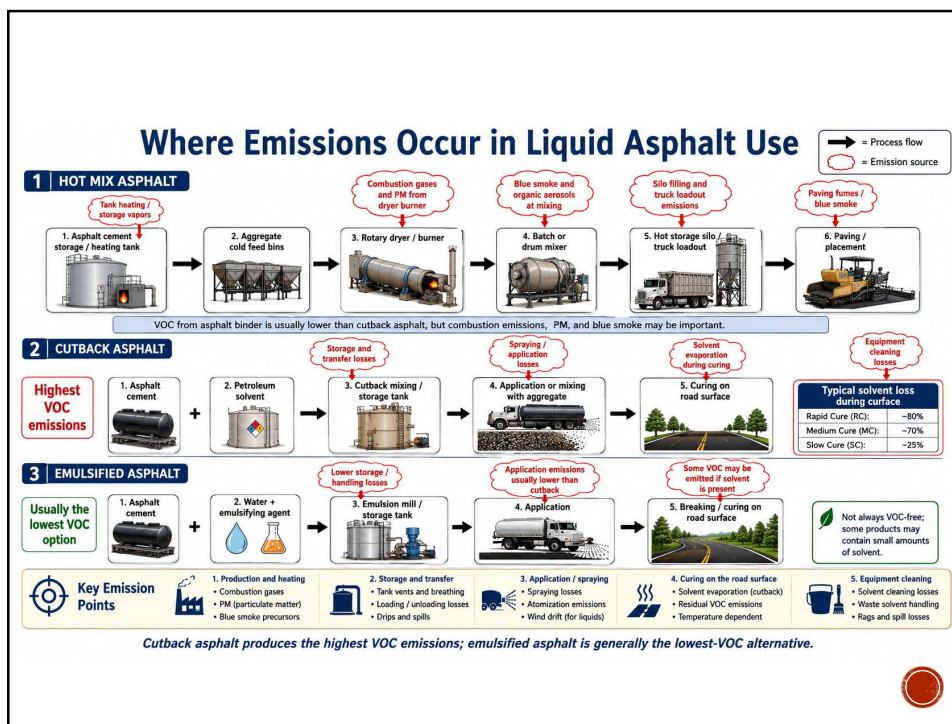 Where Emissions Occur in Liquid Asphalt Use
= Process flow
= Emission source
1 HOT MIX ASPHALT
Tank heating /
storage vapors
Combustion gases
and PM from
dryer burner
Blue smoke and
organic aerosols
at mixing
Silo filling and
truck loadout
emissions
Paving fumes /
blue smoke
1. Asphalt cement
storage / heating tank
2. Aggregate
cold feed bins
3. Rotary dryer / burner
4. Batch or
drum mixer
5. Hot storage silo /
truck loadout
6. Paving /
placement
VOC from asphalt binder is usually lower than cutback asphalt, but combustion emissions, PM, and blue smoke may be important.
2 CUTBACK ASPHALT
Storage and
transfer losses
Spraying /
application
losses
Solvent
evaporation
during curing
Equipment
cleaning
losses
Highest
VOC
emissions
1. Asphalt
cement
+
2. Petroleum
solvent
3. Cutback mixing /
storage tank
4. Application or mixing
with aggregate
5. Curing on
road surface
Typical solvent loss
during curface
Rapid Cure (RC): ~80%
Medium Cure (MC): ~70%
Slow Cure (SC): ~25%
3 EMULSIFIED ASPHALT
Lower storage /
handling losses
Application emissions
usually lower than
cutback
Some VOC may be
emitted if solvent
is present
Usually the
lowest VOC
option
1. Asphalt
cement
+
2. Water +
emulsifying agent
3. Emulsion mill /
storage tank
4. Application
5. Breaking / curing on
road surface
Not always VOC-free;
some products may
contain small amounts
of solvent.
Key Emission
Points
1. Production and heating
• Combustion gases
• PM (particulate matter)
• Blue smoke precursors
2. Storage and transfer
• Tank vents and breathing
• Loading / unloading losses
• Drips and spills
3. Application / spraying
• Spraying losses
• Atomization emissions
• Wind drift (for liquids)
4. Curing on the road surface
• Solvent evaporation (cutback)
• Residual VOC emissions
• Temperature dependent
5. Equipment cleaning
• Solvent cleaning losses
• Waste solvent handling
• Rags and spill losses
Cutback asphalt produces the highest VOC emissions; emulsified asphalt is generally the lowest-VOC alternative.